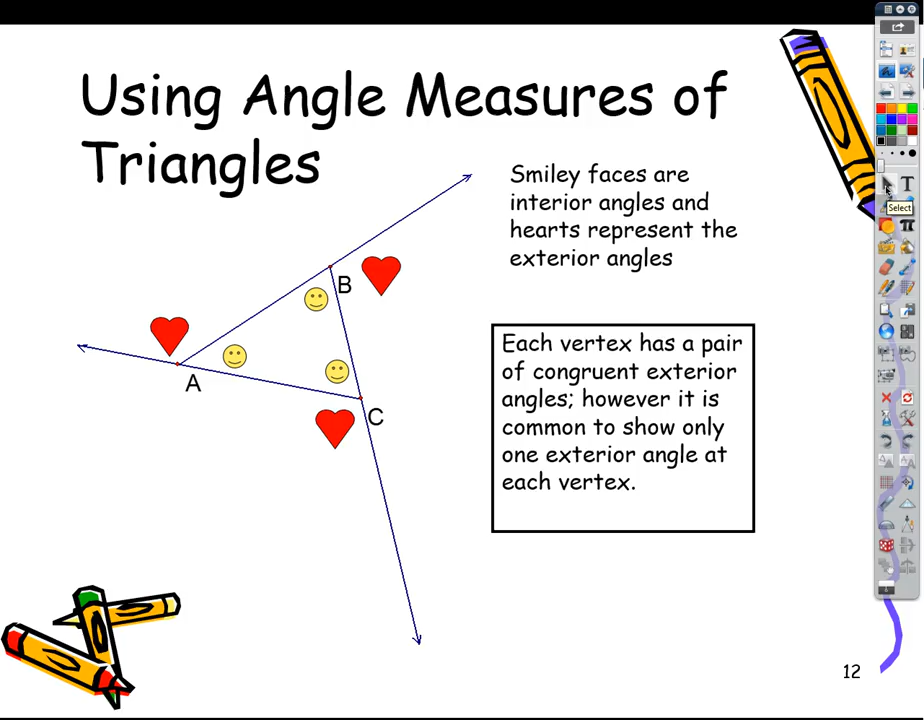 Using Angle Measures of
Triangles
Smiley faces are
interior angles and
hearts represent the
exterior angles
B
A
C
Each vertex has a pair
of congruent exterior
angles; however it is
common to show only
one exterior angle at
each vertex.
T
Select
12